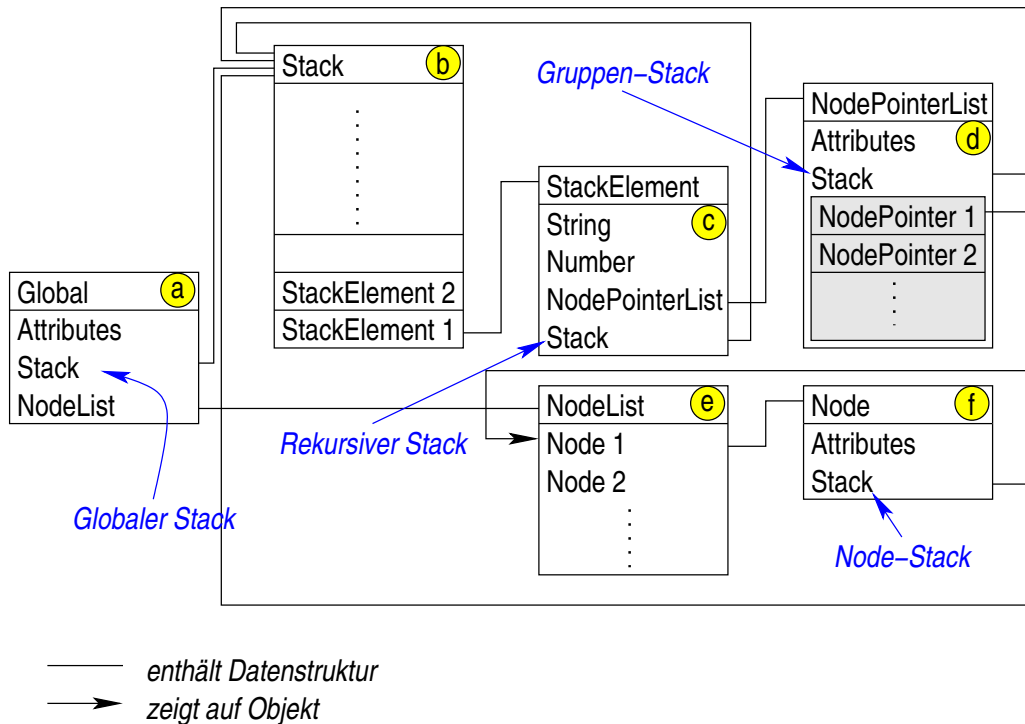 Global
a
Attributes
Stack
NodeList
Globaler Stack
Stack
b
StackElement 2
StackElement 1
StackElement
c
String
Number
NodePointerList
Stack
Rekursiver Stack
Gruppen-Stack
NodePointerList
Attributes
d
Stack
NodePointer 1
NodePointer 2
NodeList
e
Node 1
Node 2
Node
f
Attributes
Stack
Node-Stack
enthält Datenstruktur
zeigt auf Objekt